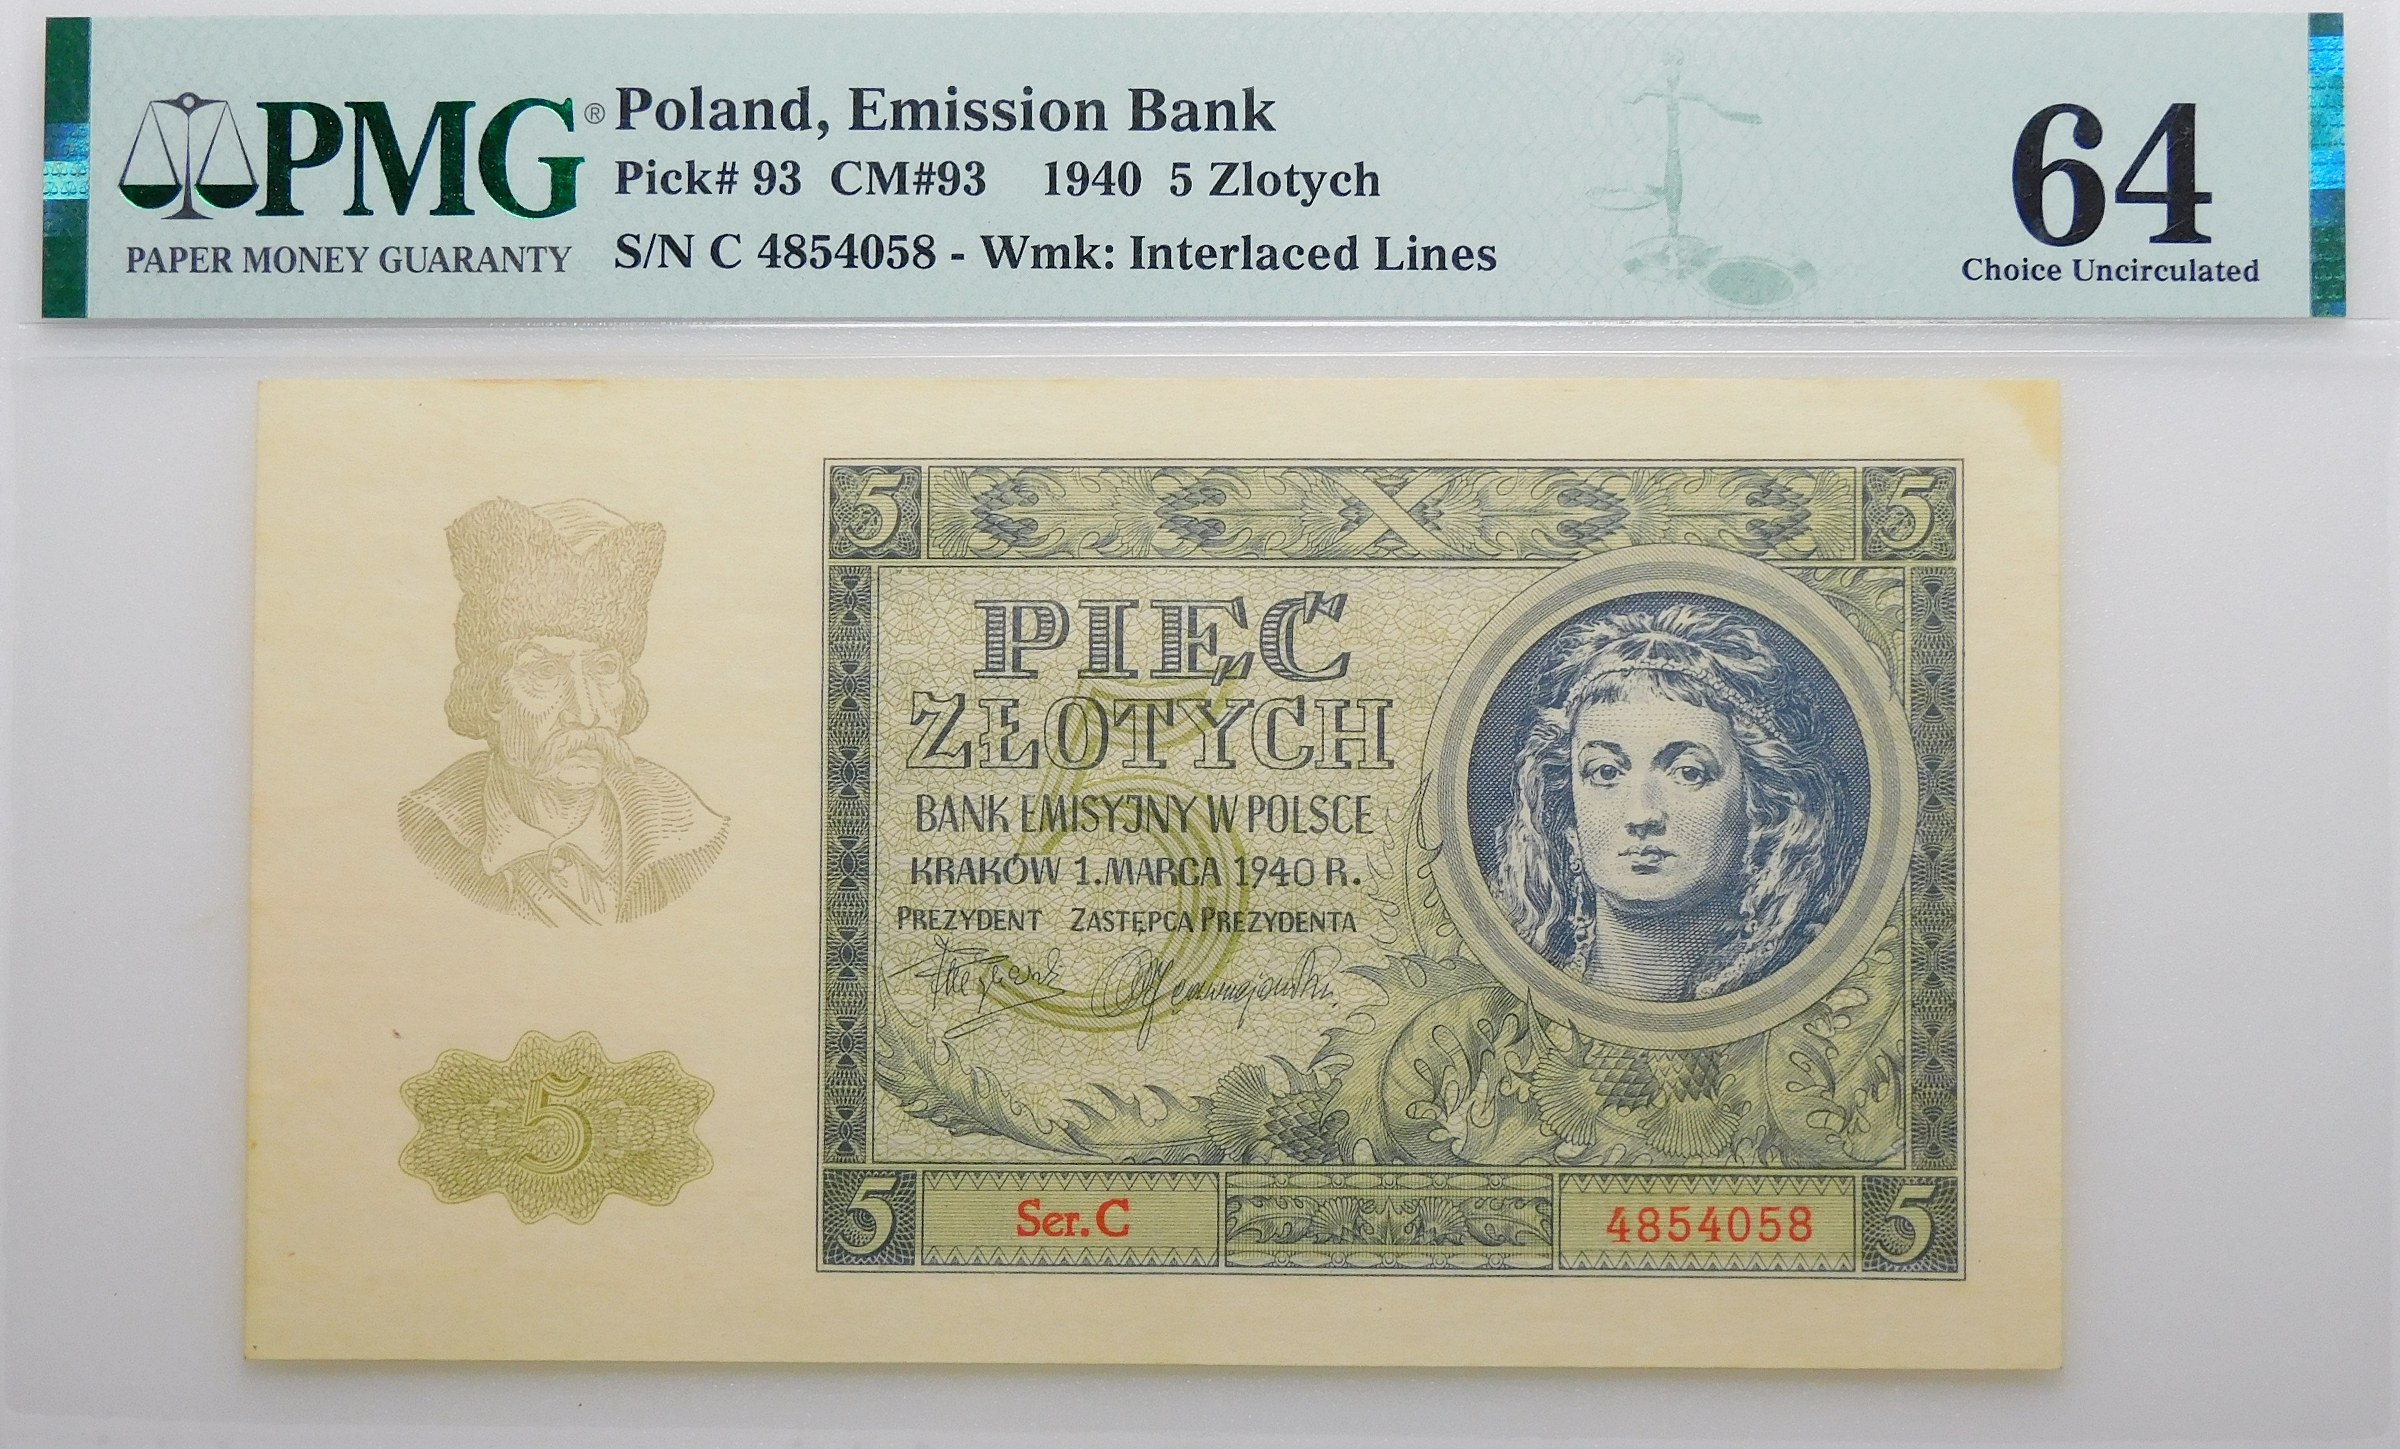 PMG® Poland, Emission Bank
Pick# 93 CM#93 1940 5 Zlotych
PAPER MONEY GUARANTY S/N C 4854058 - Wmk: Interlaced Lines
64
Choice Uncirculated
5 5
PIĘĆ
ZŁOTYCH
5
BANK EMISYJNY W POLSCE
KRAKÓW 1. MARCA 1940 R.
PREZYDENT ZASTĘPCA PREZYDENTA
5
5 Ser. C 4854058 5